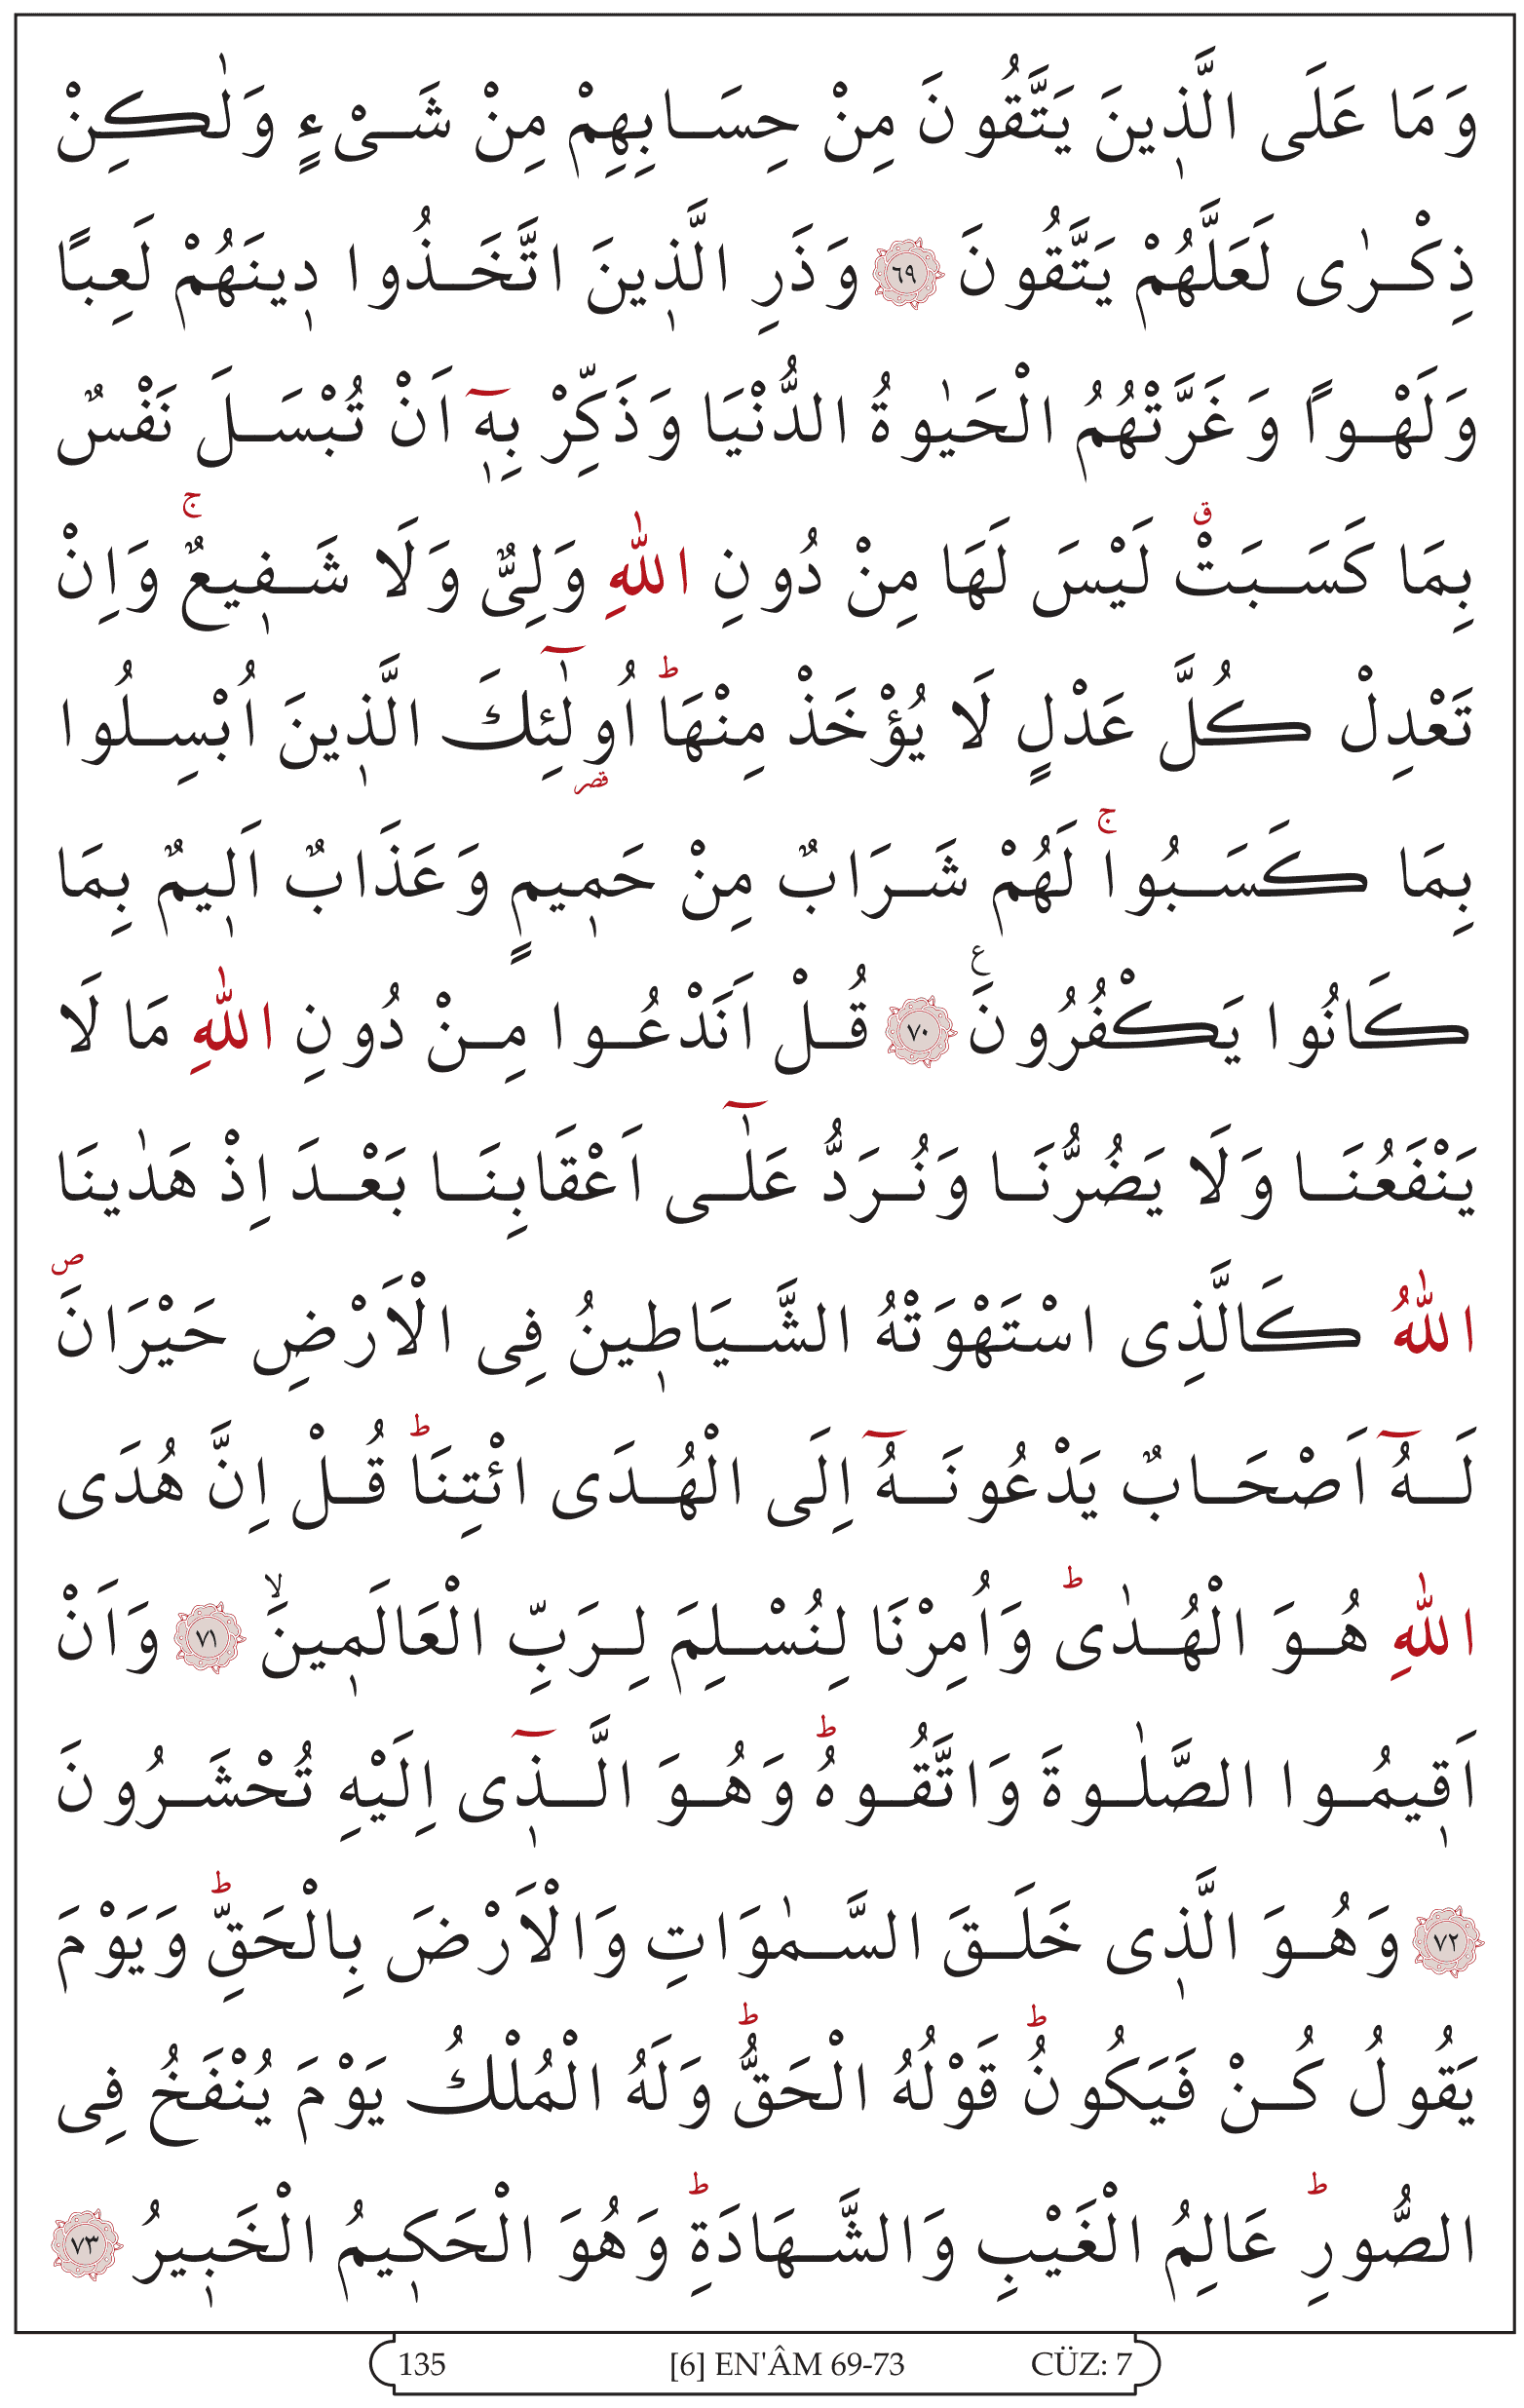 وَمَا عَلَى الَّذ۪ينَ يَتَّقُونَ مِنْ حِسَابِهِمْ مِنْ شَىْءٍ وَلٰكِنْ
ذِكْرٰى لَعَلَّهُمْ يَتَّقُونَ ﴿٦٩﴾ وَذَرِ الَّذ۪ينَ اتَّخَذُوا د۪ينَهُمْ لَعِبًا
وَلَهْوًا وَغَرَّتْهُمُ الْحَيٰوةُ الدُّنْيَا وَذَكِّرْ بِه۪ٓ اَنْ تُبْسَلَ نَفْسٌ
بِمَا كَسَبَتْۗ لَيْسَ لَهَا مِنْ دُونِ اللّٰهِ وَلِىٌّ وَلَا شَف۪يعٌۚ وَاِنْ
تَعْدِلْ كُلَّ عَدْلٍ لَا يُؤْخَذْ مِنْهَاۜ اُو۬لٰٓئِكَ الَّذ۪ينَ اُبْسِلُوا
قصر
بِمَا كَسَبُواۚ لَهُمْ شَرَابٌ مِنْ حَم۪يمٍ وَعَذَابٌ اَل۪يمٌ بِمَا
كَانُوا يَكْفُرُونَ۟ ﴿٧٠﴾ قُلْ اَنَدْعُوا مِنْ دُونِ اللّٰهِ مَا لَا
يَنْفَعُنَا وَلَا يَضُرُّنَا وَنُرَدُّ عَلٰٓى اَعْقَابِنَا بَعْدَ اِذْ هَدٰينَا
اللّٰهُ كَالَّذِى اسْتَهْوَتْهُ الشَّيَاط۪ينُ فِى الْاَرْضِ حَيْرَانَۖ
لَهُٓ اَصْحَابٌ يَدْعُونَهُٓ اِلَى الْهُدَى ائْتِنَاۜ قُلْ اِنَّ هُدَى
اللّٰهِ هُوَ الْهُدٰىۜ وَاُمِرْنَا لِنُسْلِمَ لِرَبِّ الْعَالَم۪ينَۙ ﴿٧١﴾ وَاَنْ
اَق۪يمُوا الصَّلٰوةَ وَاتَّقُوهُۜ وَهُوَ الَّذ۪ٓى اِلَيْهِ تُحْشَرُونَ
﴿٧٢﴾ وَهُوَ الَّذ۪ى خَلَقَ السَّمٰوَاتِ وَالْاَرْضَ بِالْحَقِّۜ وَيَوْمَ
يَقُولُ كُنْ فَيَكُونُۜ قَوْلُهُ الْحَقُّۜ وَلَهُ الْمُلْكُ يَوْمَ يُنْفَخُ فِى
الصُّورِۜ عَالِمُ الْغَيْبِ وَالشَّهَادَةِۜ وَهُوَ الْحَك۪يمُ الْخَب۪يرُ ﴿٧٣﴾
135 [6] EN'ÂM 69-73 CÜZ: 7